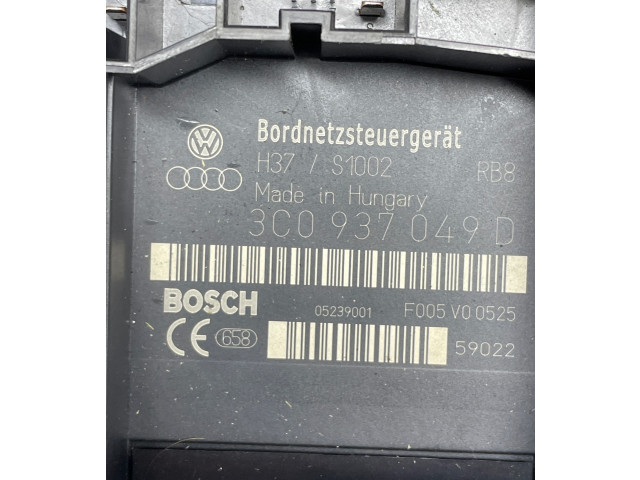 Bordnetzsteuergerät
H37 / S1002 RB8
Made in Hungary
3C0 937 049 D
BOSCH 05239001 F005 V0 0525
CE 658 59022